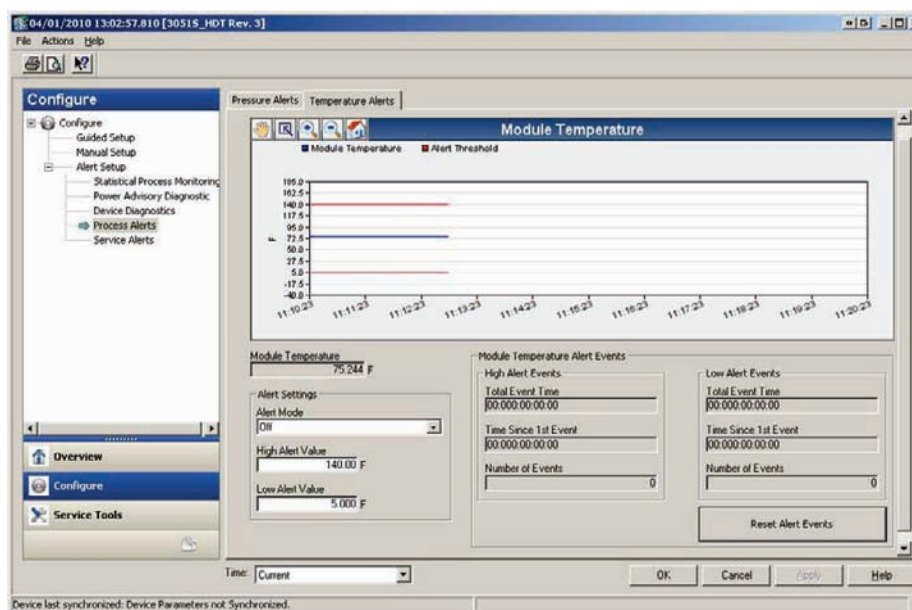 04/01/2010 13:02:57.810 [3051S_HDT Rev. 3]
File Actions Help
Configure
Configure
Guided Setup
Manual Setup
Alert Setup
Statistical Process Monitoring
Power Advisory Diagnostic
Device Diagnostics
Process Alerts
Service Alerts
Overview
Configure
Service Tools
Pressure Alerts Temperature Alerts
Module Temperature
Module Temperature Alert Threshold
185.0
162.5
140.0
117.5
95.0
72.5
50.0
27.5
5.0
-17.5
-40.0
F
11:10:23 11:11:23 11:12:23 11:13:23 11:14:23 11:15:23 11:16:23 11:17:23 11:18:23 11:19:23 11:20:23
Module Temperature
75.244 F
Alert Settings
Alert Mode
Off
High Alert Value
140.00 F
Low Alert Value
5.000 F
Module Temperature Alert Events
High Alert Events
Total Event Time
00:000:00:00:00
Time Since 1st Event
00:000:00:00:00
Number of Events
0
Low Alert Events
Total Event Time
00:000:00:00:00
Time Since 1st Event
00:000:00:00:00
Number of Events
0
Reset Alert Events
Time: Current
OK Cancel Apply Help
Device last synchronized: Device Parameters not Synchronized.